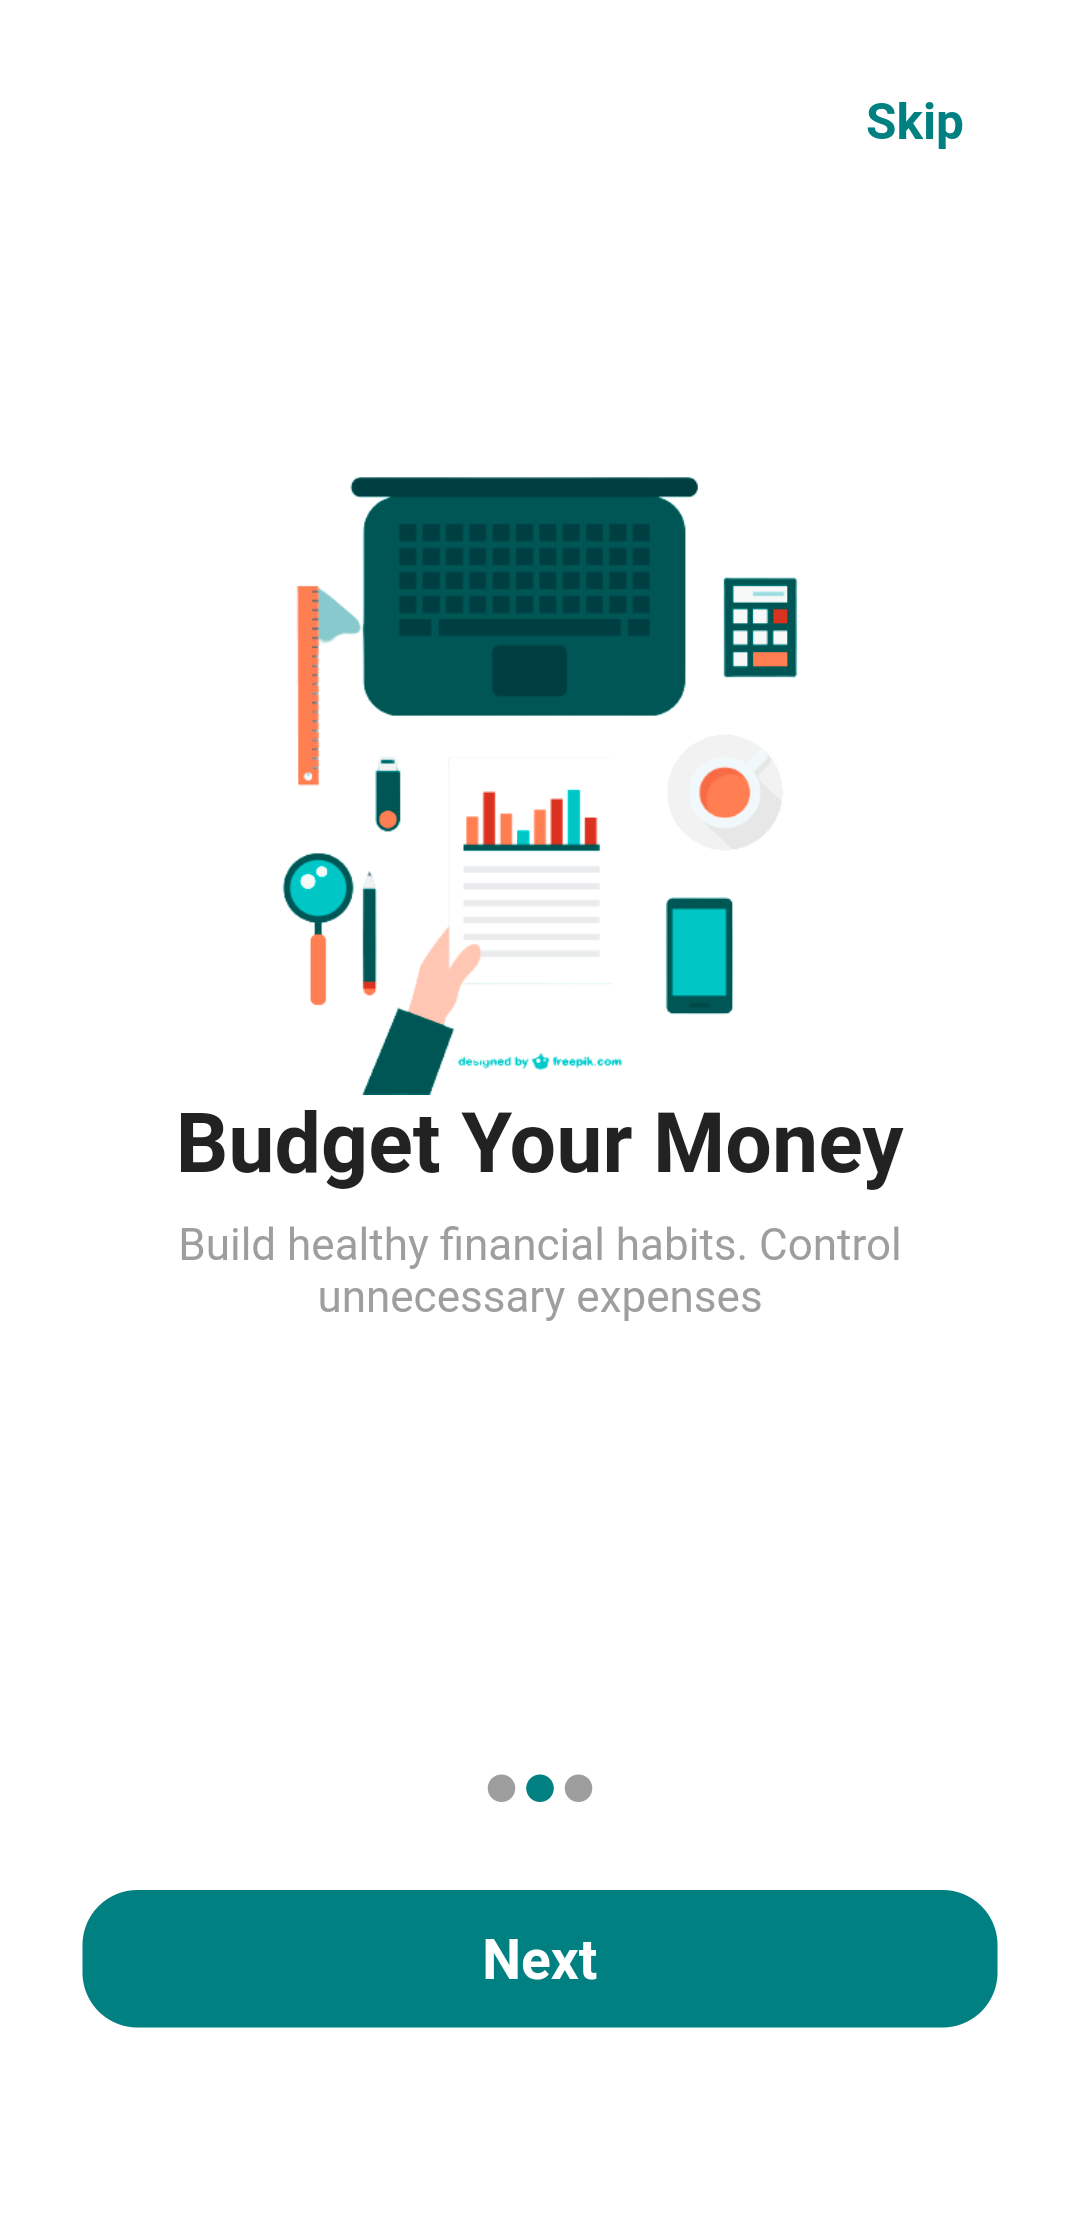 Skip
designed by freepik.com
Budget Your Money
Build healthy financial habits. Control
unnecessary expenses
Next